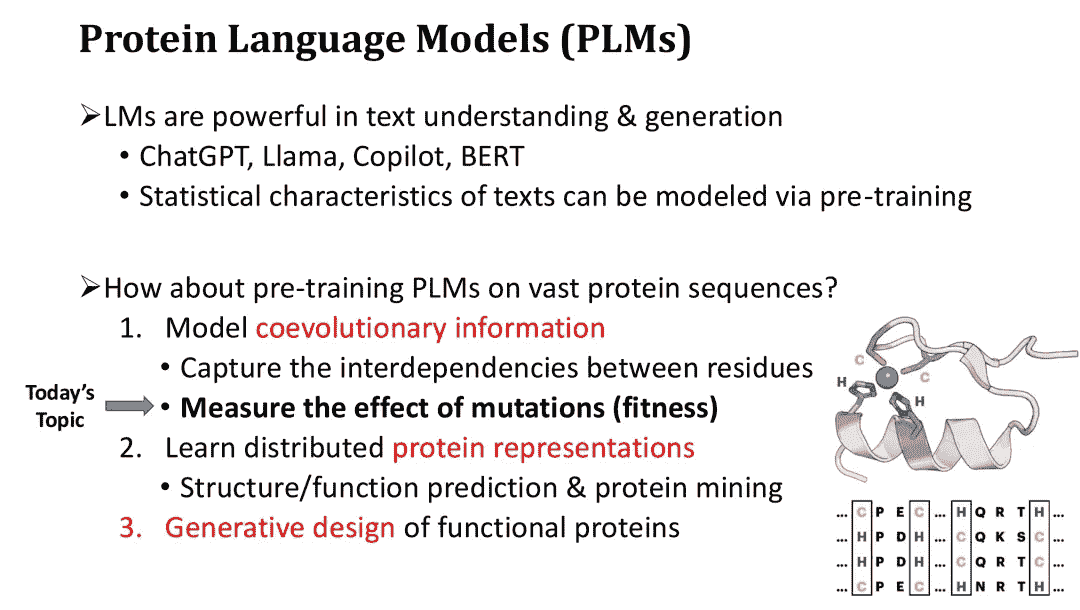 Protein Language Models (PLMs)
➢LMs are powerful in text understanding & generation
• ChatGPT, Llama, Copilot, BERT
• Statistical characteristics of texts can be modeled via pre-training
➢How about pre-training PLMs on vast protein sequences?
1. Model coevolutionary information
• Capture the interdependencies between residues
Today's
Topic
• Measure the effect of mutations (fitness)
2. Learn distributed protein representations
• Structure/function prediction & protein mining
3. Generative design of functional proteins
C
C
H
H
... C P E C ... H Q R T H ...
... H P D H ... C Q K S C ...
... H P D H ... C Q R T C ...
... C P E C ... H N R T H ...